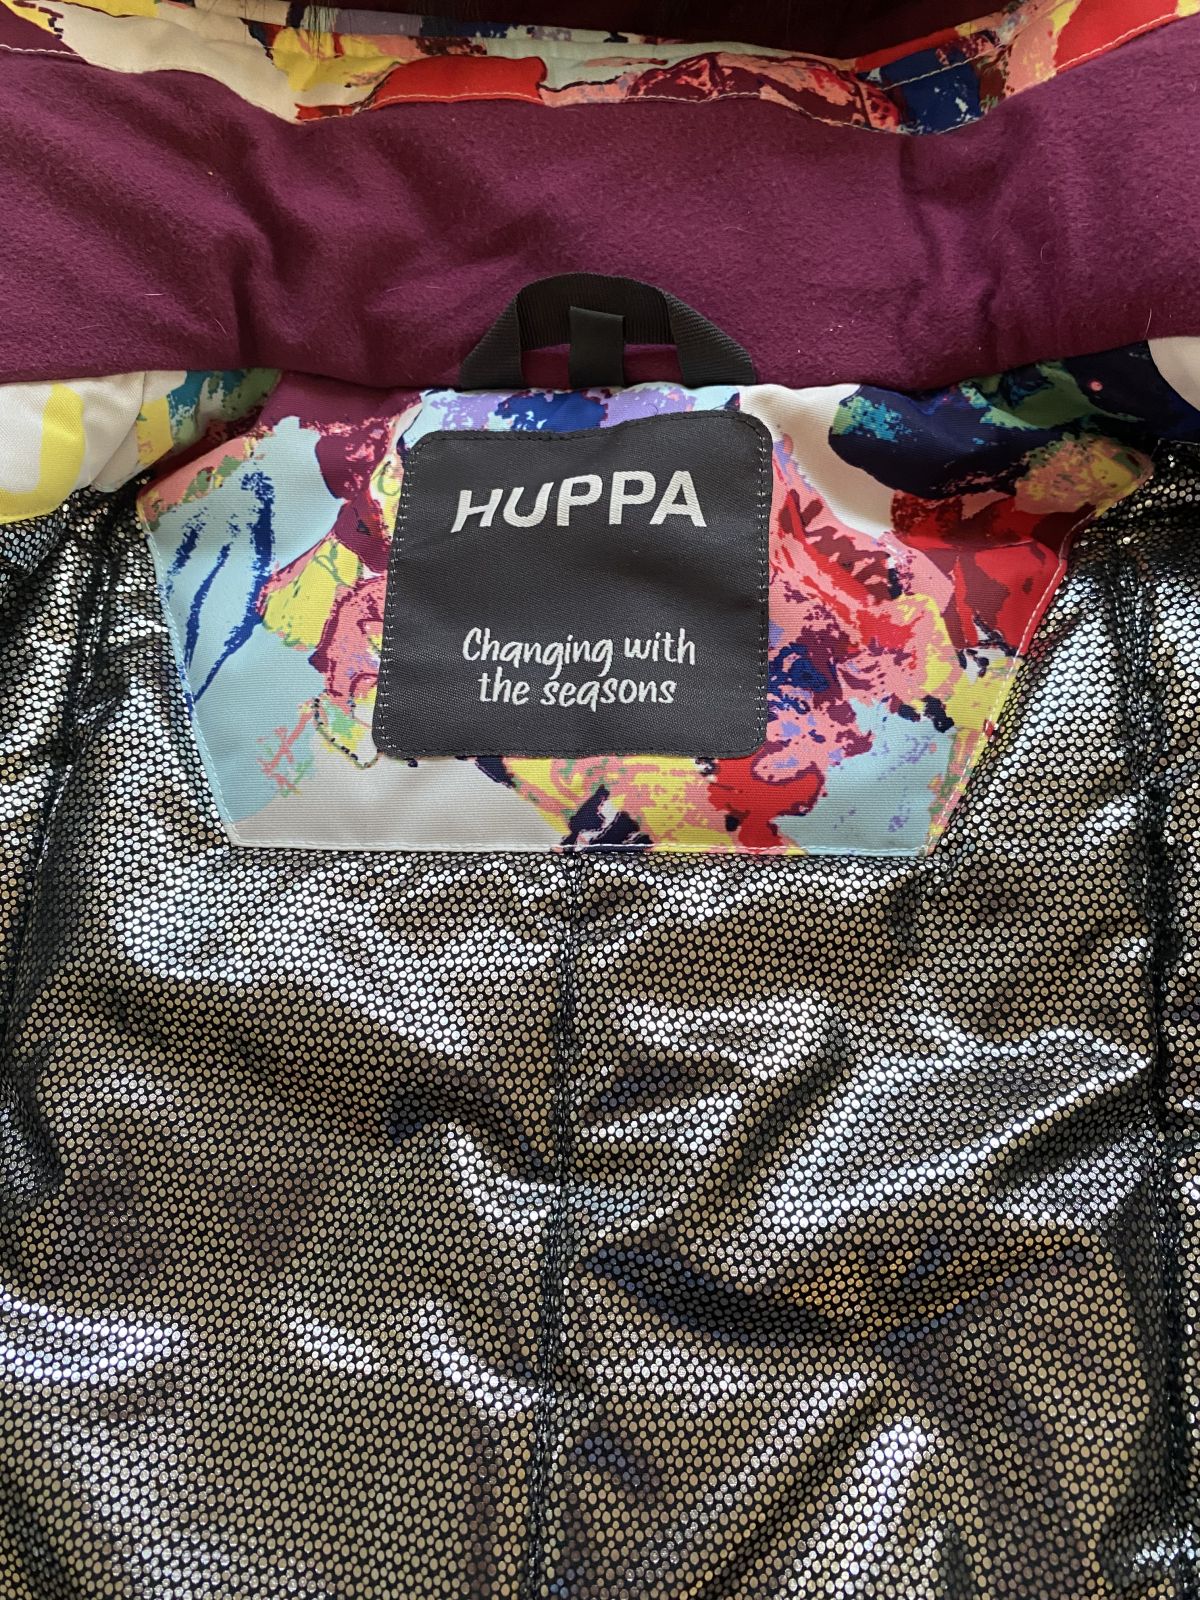 HUPPA
Changing with
the seasons